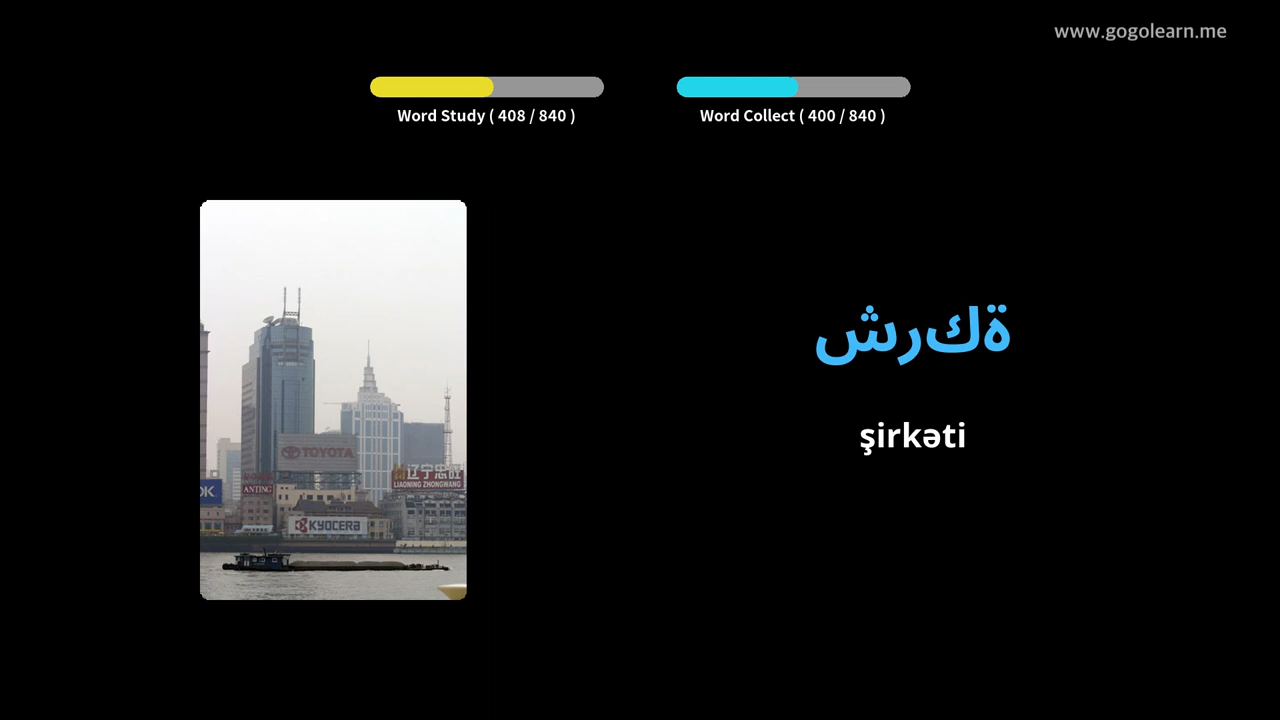 www.gogolearn.me
Word Study ( 408 / 840 )
Word Collect ( 400 / 840 )
ةكرش
şirkəti
TOYOTA
辽宁忠旺
LIAONING ZHONGWANG
ANTING
KYOCERA